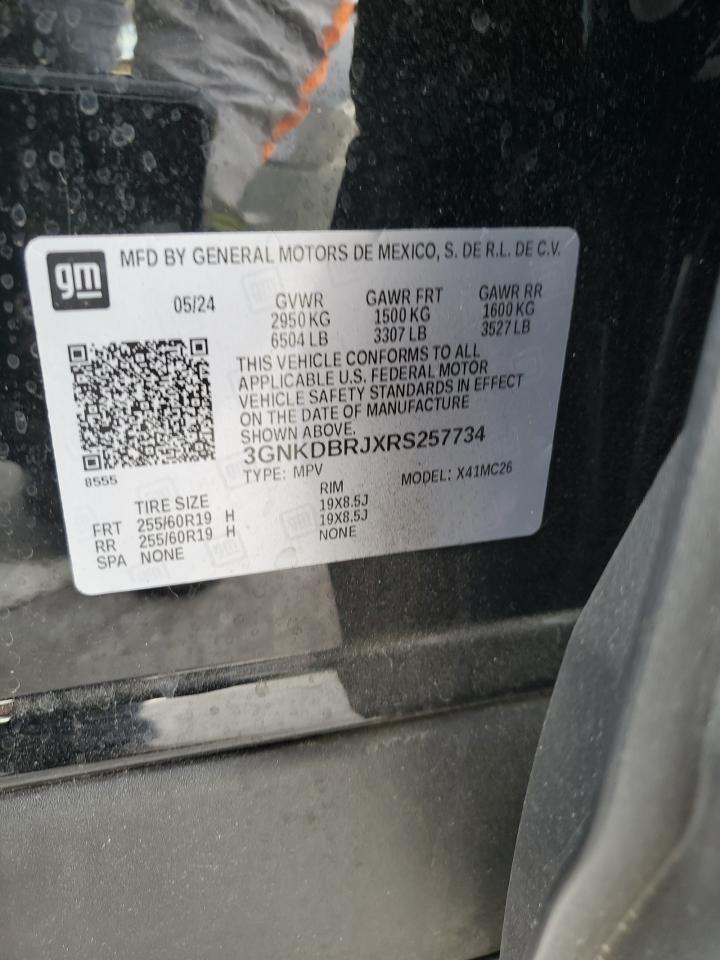 gm
MFD BY GENERAL MOTORS DE MEXICO, S. DE R.L. DE C.V.
05/24 GVWR GAWR FRT GAWR RR
2950 KG 1500 KG 1600 KG
6504 LB 3307 LB 3527 LB
THIS VEHICLE CONFORMS TO ALL
APPLICABLE U.S. FEDERAL MOTOR
VEHICLE SAFETY STANDARDS IN EFFECT
ON THE DATE OF MANUFACTURE
SHOWN ABOVE.
3GNKDBRJXRS257734
8555 TYPE: MPV MODEL: X41MC26
TIRE SIZE RIM
FRT 255/60R19 H 19X8.5J
RR 255/60R19 H 19X8.5J
SPA NONE NONE